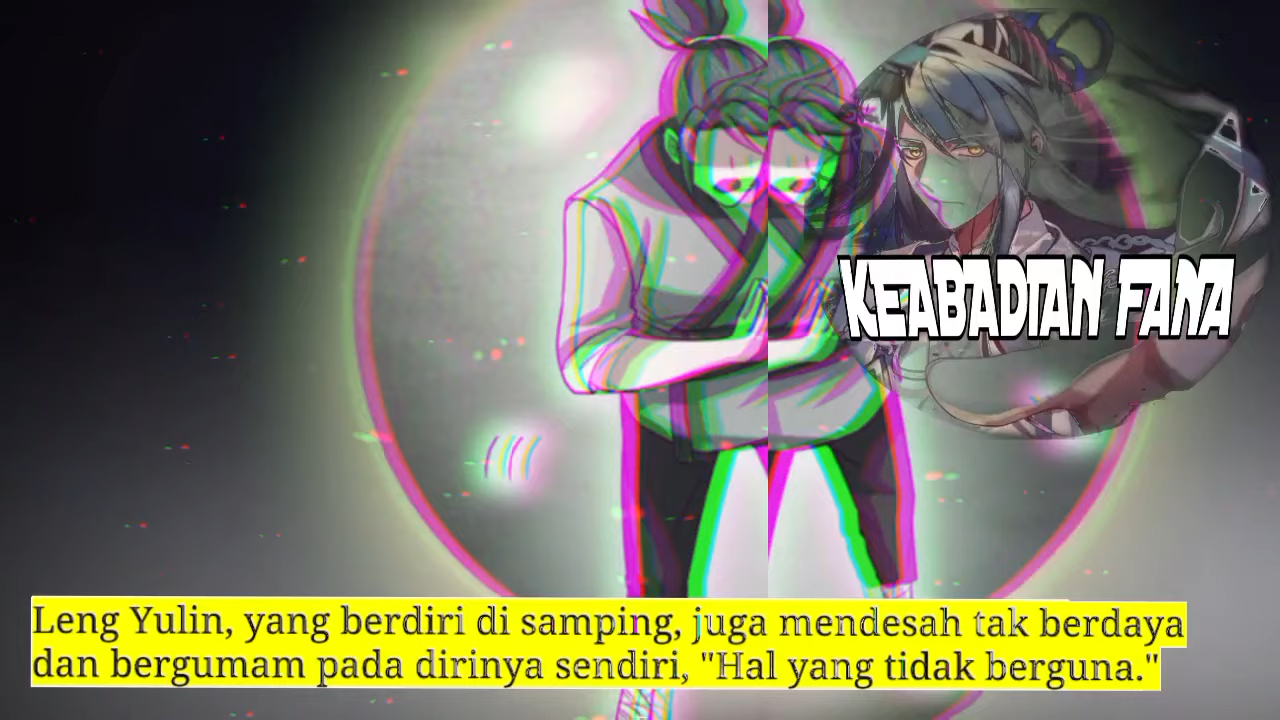 KEABADIAN FANA
Leng Yulin, yang berdiri di samping, juga mendesah tak berdaya
dan bergumam pada dirinya sendiri, "Hal yang tidak berguna."